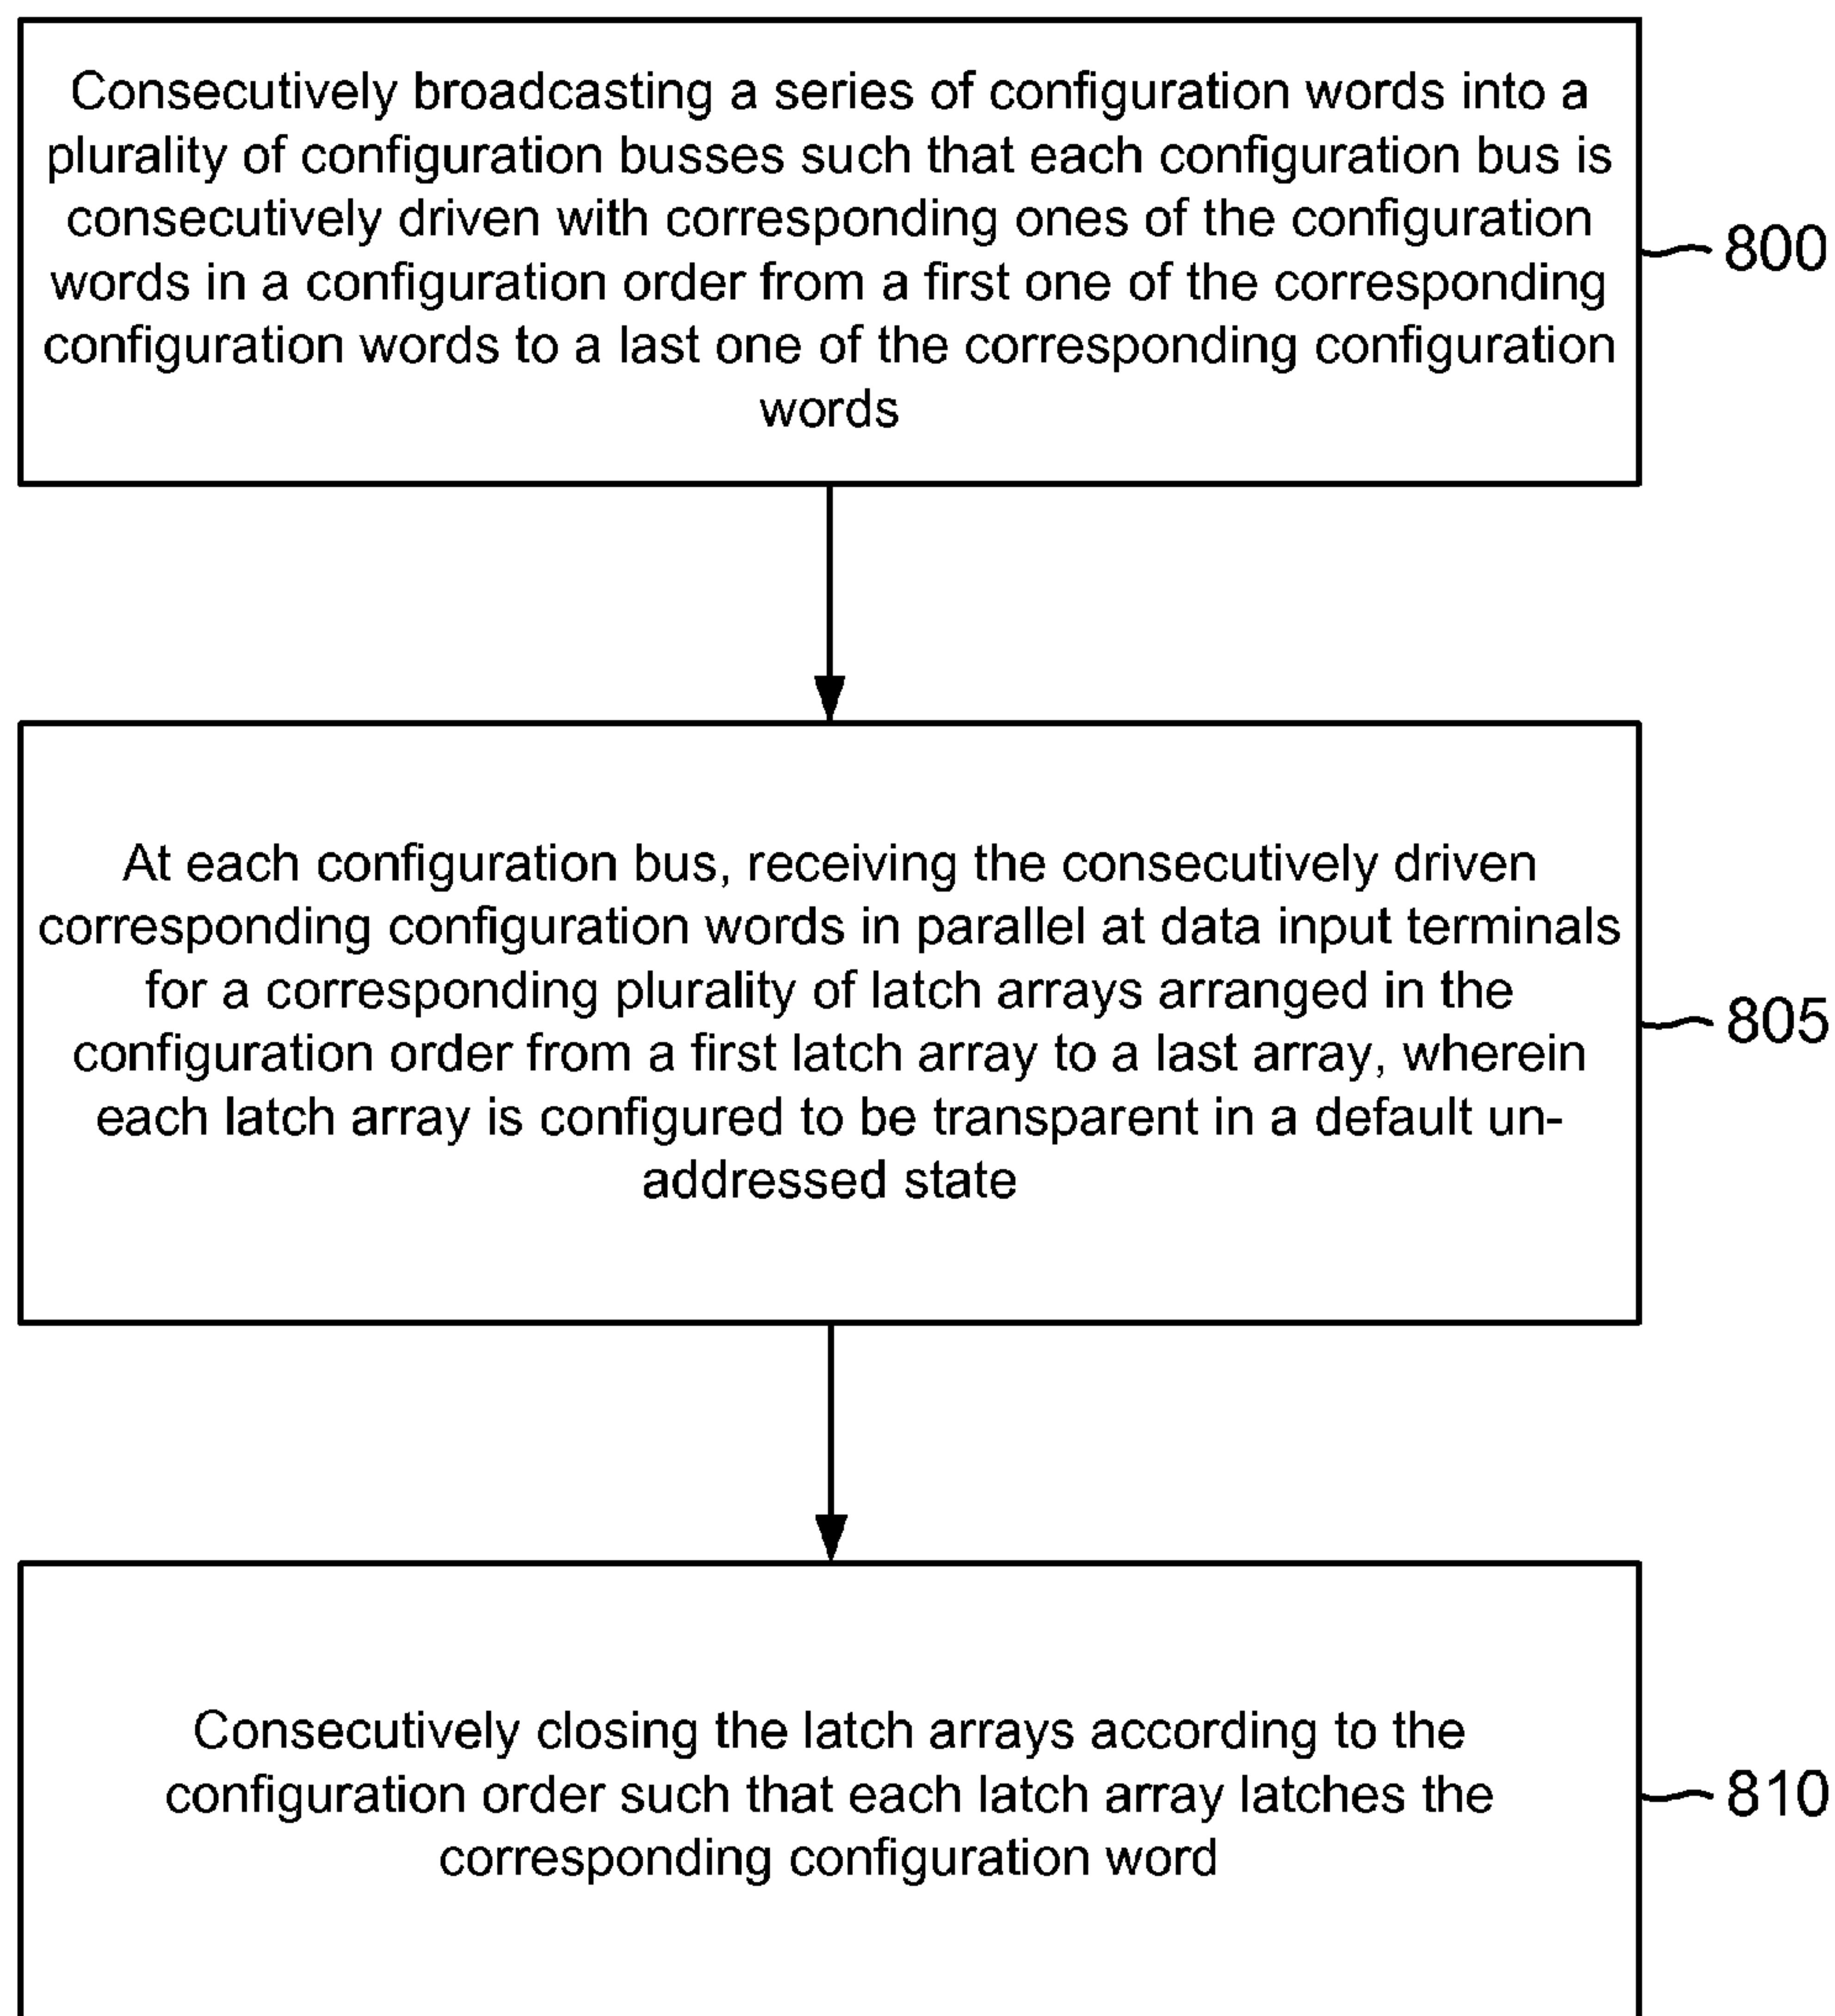 Consecutively broadcasting a series of configuration words into a
plurality of configuration busses such that each configuration bus is
consecutively driven with corresponding ones of the configuration
words in a configuration order from a first one of the corresponding
configuration words to a last one of the corresponding configuration
words
800
At each configuration bus, receiving the consecutively driven
corresponding configuration words in parallel at data input terminals
for a corresponding plurality of latch arrays arranged in the
configuration order from a first latch array to a last array, wherein
each latch array is configured to be transparent in a default un-
addressed state
805
Consecutively closing the latch arrays according to the
configuration order such that each latch array latches the
corresponding configuration word
810